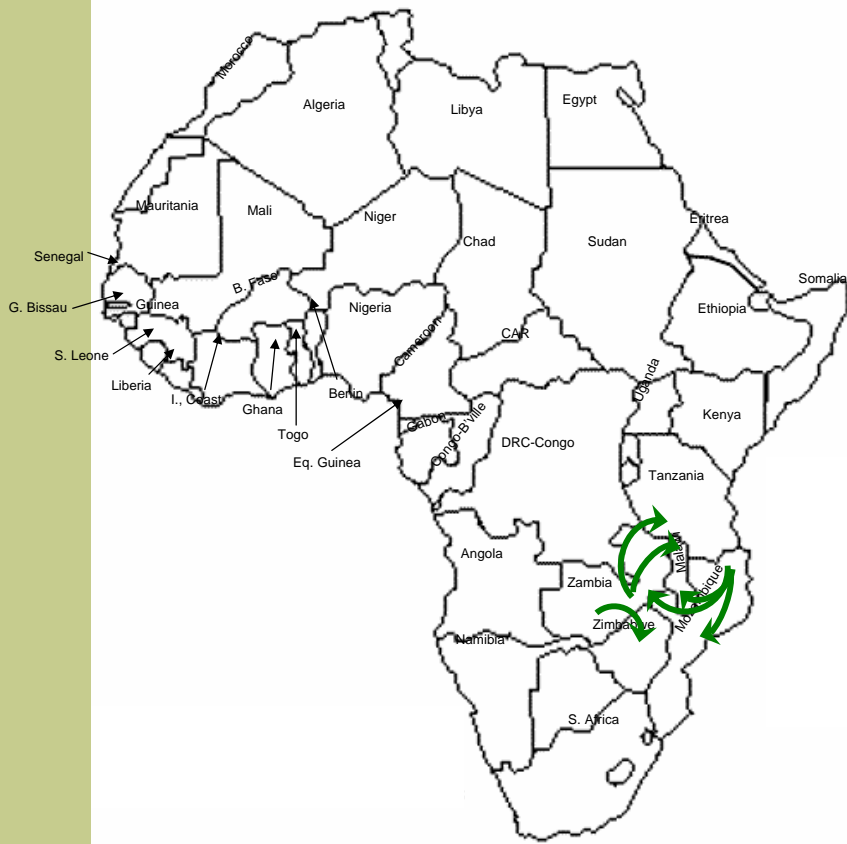 Morocco
Algeria
Libya
Egypt
Mauritania
Mali
Niger
Chad
Sudan
Eritrea
Senegal
B. Faso
Somalia
G. Bissau
Guinea
Nigeria
Ethiopia
S. Leone
Cameroon
CAR
Liberia
I., Coast
Ghana
Benin
Uganda
Kenya
Togo
Gabon
Congo-B'ville
DRC-Congo
Eq. Guinea
Tanzania
Angola
Malawi
Zambia
Mozambique
Zimbabwe
Namibia
S. Africa